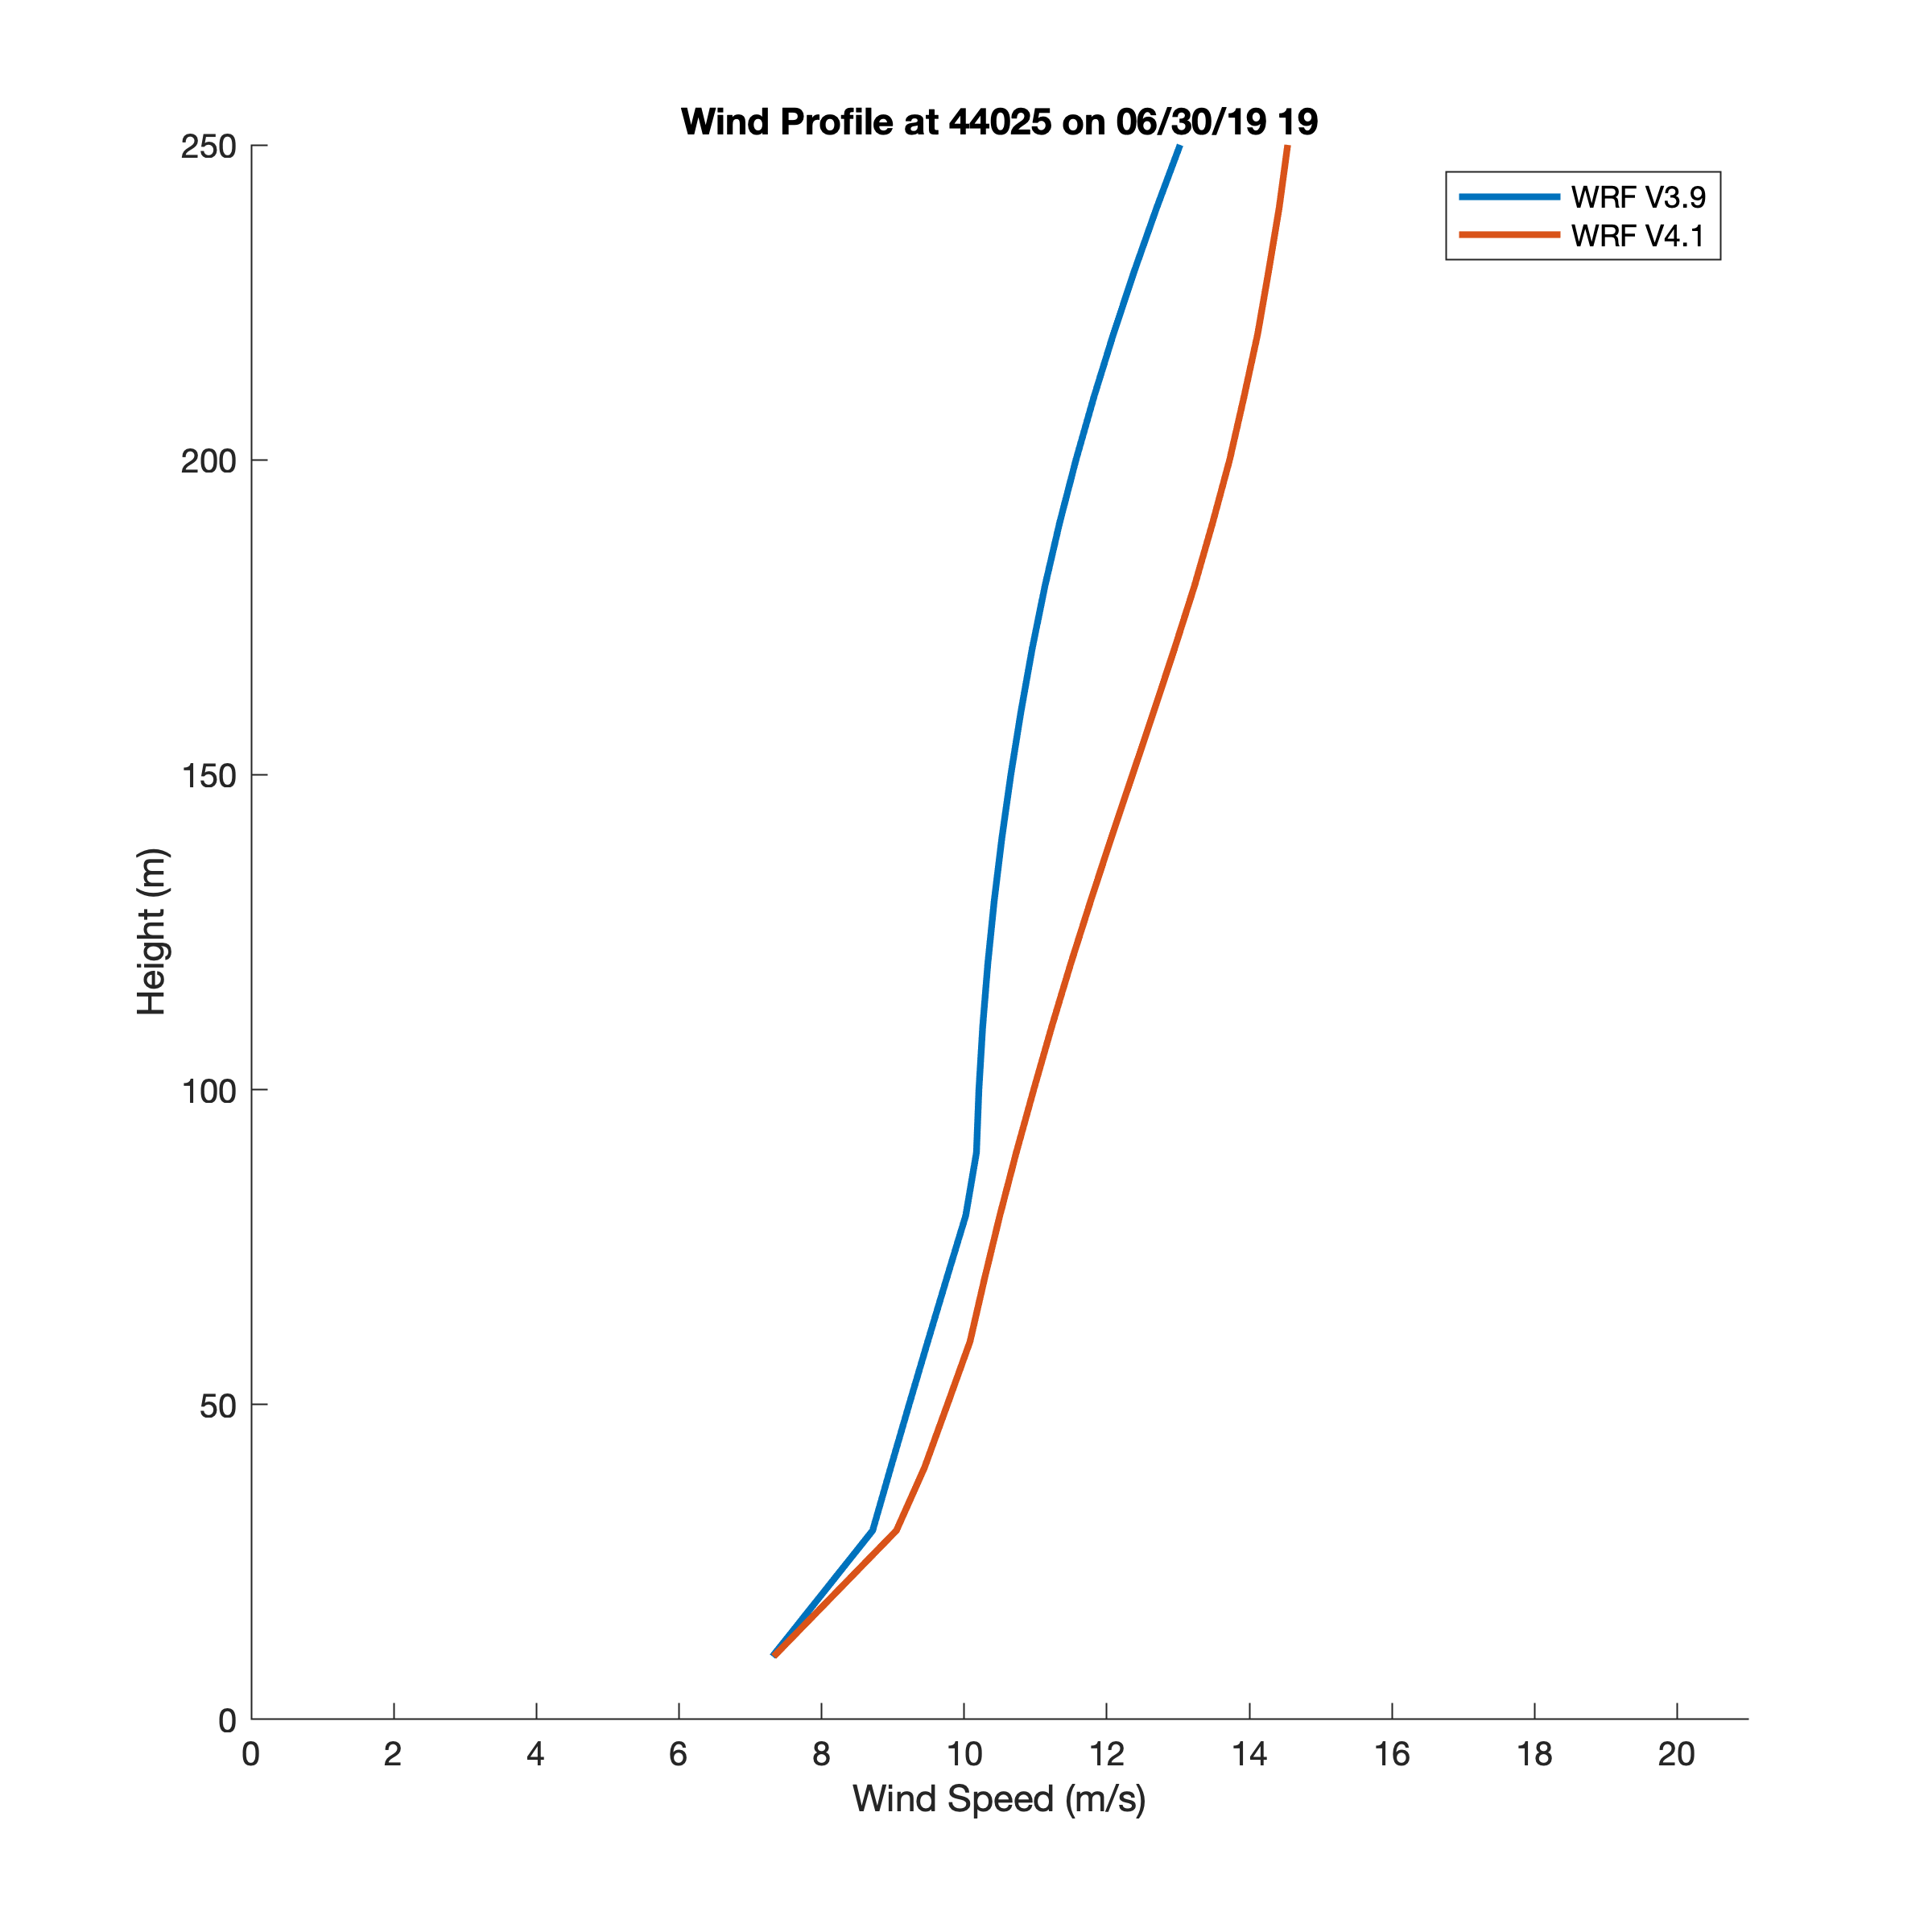 Wind Profile at 44025 on 06/30/19 19
WRF V3.9
WRF V4.1
250
200
150
100
50
0
Height (m)
0 2 4 6 8 10 12 14 16 18 20
Wind Speed (m/s)